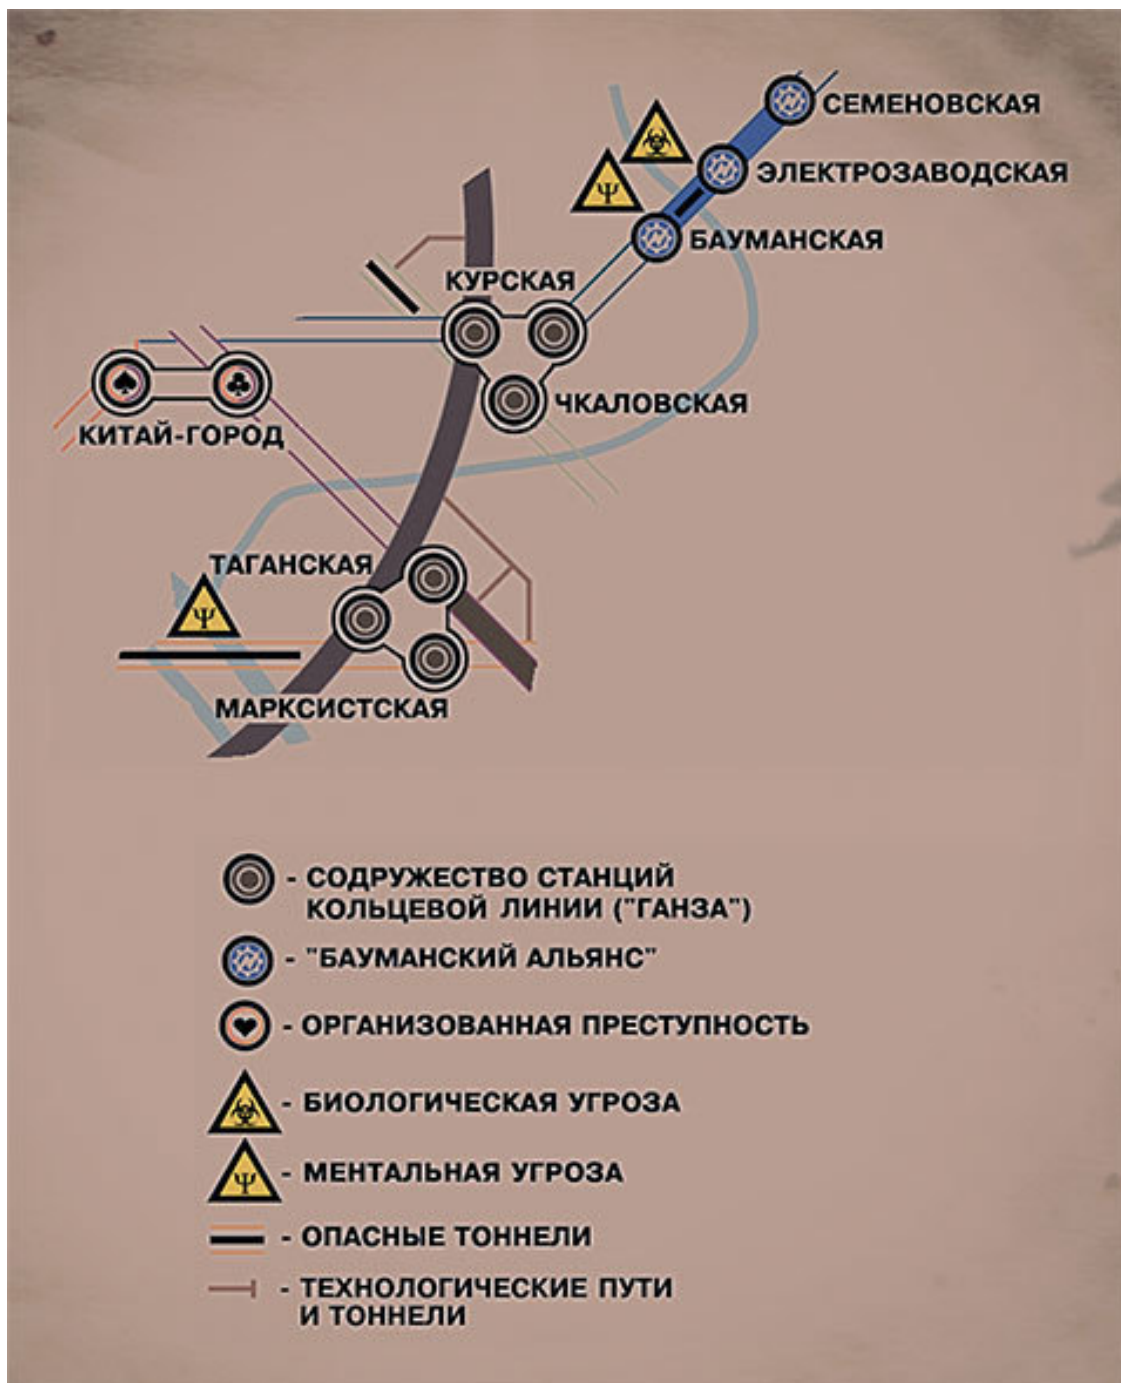 СЕМЕНОВСКАЯ
ЭЛЕКТРОЗАВОДСКАЯ
БАУМАНСКАЯ
КУРСКАЯ
ЧКАЛОВСКАЯ
КИТАЙ-ГОРОД
ТАГАНСКАЯ
МАРКСИСТСКАЯ
- СОДРУЖЕСТВО СТАНЦИЙ
КОЛЬЦЕВОЙ ЛИНИИ ("ГАНЗА")
- "БАУМАНСКИЙ АЛЬЯНС"
- ОРГАНИЗОВАННАЯ ПРЕСТУПНОСТЬ
- БИОЛОГИЧЕСКАЯ УГРОЗА
- МЕНТАЛЬНАЯ УГРОЗА
- ОПАСНЫЕ ТОННЕЛИ
- ТЕХНОЛОГИЧЕСКИЕ ПУТИ
И ТОННЕЛИ